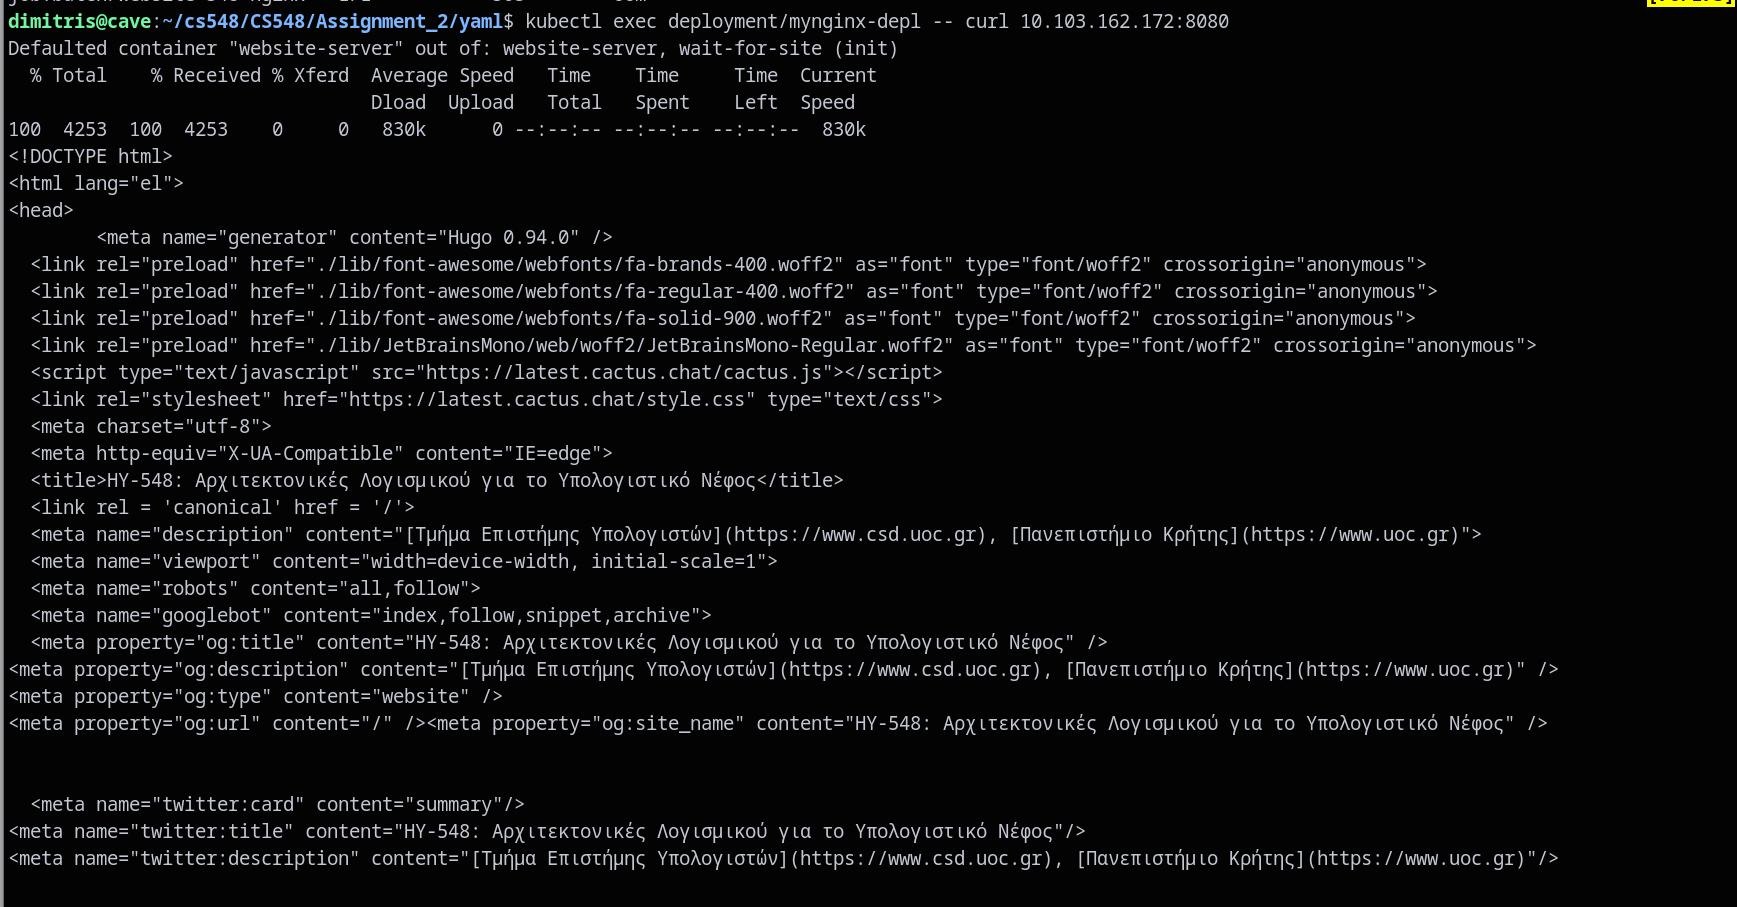 dimitris@cave:~/cs548/CS548/Assignment_2/yaml$ kubectl exec deployment/mynginx-depl -- curl 10.103.162.172:8080
Defaulted container "website-server" out of: website-server, wait-for-site (init)
  % Total    % Received % Xferd  Average Speed   Time    Time     Time  Current
                                 Dload  Upload   Total   Spent    Left  Speed
100  4253  100  4253    0     0   830k      0 --:--:-- --:--:-- --:--:--  830k
<!DOCTYPE html>
<html lang="el">
<head>
        <meta name="generator" content="Hugo 0.94.0" />
  <link rel="preload" href="./lib/font-awesome/webfonts/fa-brands-400.woff2" as="font" type="font/woff2" crossorigin="anonymous">
  <link rel="preload" href="./lib/font-awesome/webfonts/fa-regular-400.woff2" as="font" type="font/woff2" crossorigin="anonymous">
  <link rel="preload" href="./lib/font-awesome/webfonts/fa-solid-900.woff2" as="font" type="font/woff2" crossorigin="anonymous">
  <link rel="preload" href="./lib/JetBrainsMono/web/woff2/JetBrainsMono-Regular.woff2" as="font" type="font/woff2" crossorigin="anonymous">
  <script type="text/javascript" src="https://latest.cactus.chat/cactus.js"></script>
  <link rel="stylesheet" href="https://latest.cactus.chat/style.css" type="text/css">
  <meta charset="utf-8">
  <meta http-equiv="X-UA-Compatible" content="IE=edge">
  <title>ΗΥ-548: Αρχιτεκτονικές Λογισμικού για το Υπολογιστικό Νέφος</title>
  <link rel = 'canonical' href = '/'>
  <meta name="description" content="[Τμήμα Επιστήμης Υπολογιστών](https://www.csd.uoc.gr), [Πανεπιστήμιο Κρήτης](https://www.uoc.gr)">
  <meta name="viewport" content="width=device-width, initial-scale=1">
  <meta name="robots" content="all,follow">
  <meta name="googlebot" content="index,follow,snippet,archive">
  <meta property="og:title" content="ΗΥ-548: Αρχιτεκτονικές Λογισμικού για το Υπολογιστικό Νέφος" />
<meta property="og:description" content="[Τμήμα Επιστήμης Υπολογιστών](https://www.csd.uoc.gr), [Πανεπιστήμιο Κρήτης](https://www.uoc.gr)" />
<meta property="og:type" content="website" />
<meta property="og:url" content="/" /><meta property="og:site_name" content="ΗΥ-548: Αρχιτεκτονικές Λογισμικού για το Υπολογιστικό Νέφος" />
  <meta name="twitter:card" content="summary"/>
<meta name="twitter:title" content="ΗΥ-548: Αρχιτεκτονικές Λογισμικού για το Υπολογιστικό Νέφος"/>
<meta name="twitter:description" content="[Τμήμα Επιστήμης Υπολογιστών](https://www.csd.uoc.gr), [Πανεπιστήμιο Κρήτης](https://www.uoc.gr)"/>